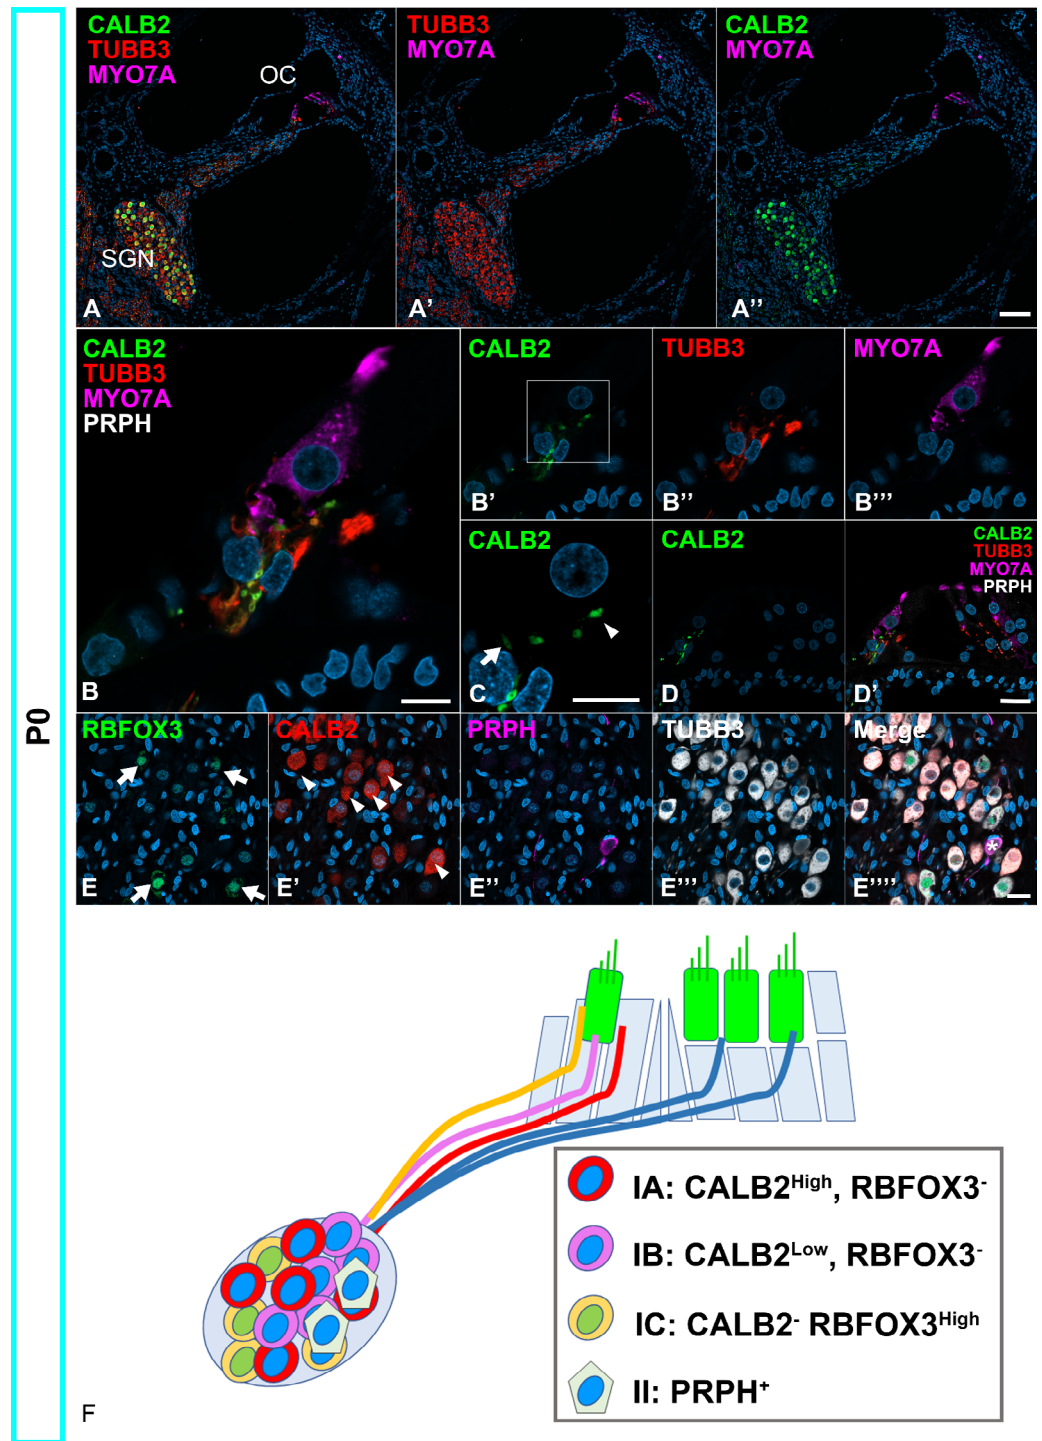 P0
CALB2
TUBB3
MYO7A
OC
SGN
A
TUBB3
MYO7A
A'
CALB2
MYO7A
A''
CALB2
TUBB3
MYO7A
PRPH
B
CALB2
B'
TUBB3
B''
MYO7A
B'''
CALB2
C
CALB2
D
CALB2
TUBB3
MYO7A
PRPH
D'
RBFOX3
E
CALB2
E'
PRPH
E''
TUBB3
E'''
Merge
*
E''''
IA: CALB2High, RBFOX3-
IB: CALB2Low, RBFOX3-
IC: CALB2- RBFOX3High
II: PRPH+
F